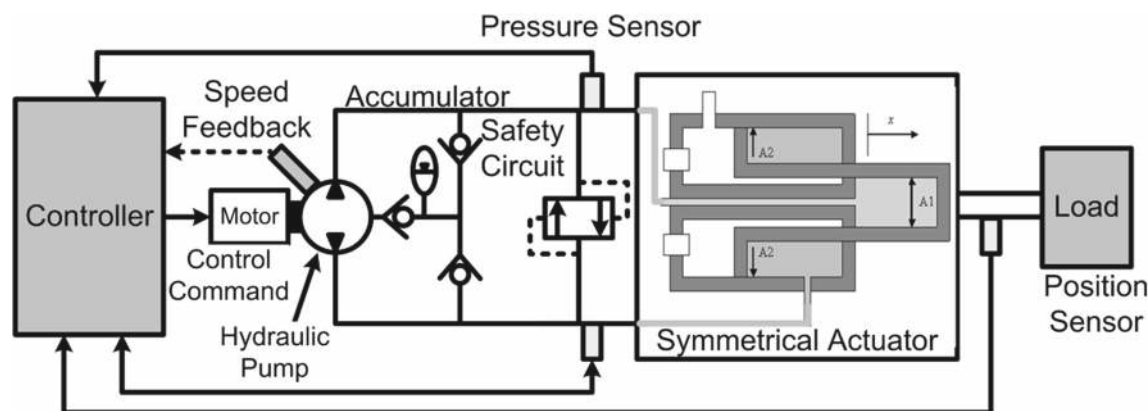 Pressure Sensor
Speed
Feedback
Accumulator
Safety
Circuit
x
A2
A1
Controller
Motor
Load
Control
Command
A2
Hydraulic
Pump
Symmetrical Actuator
Position
Sensor